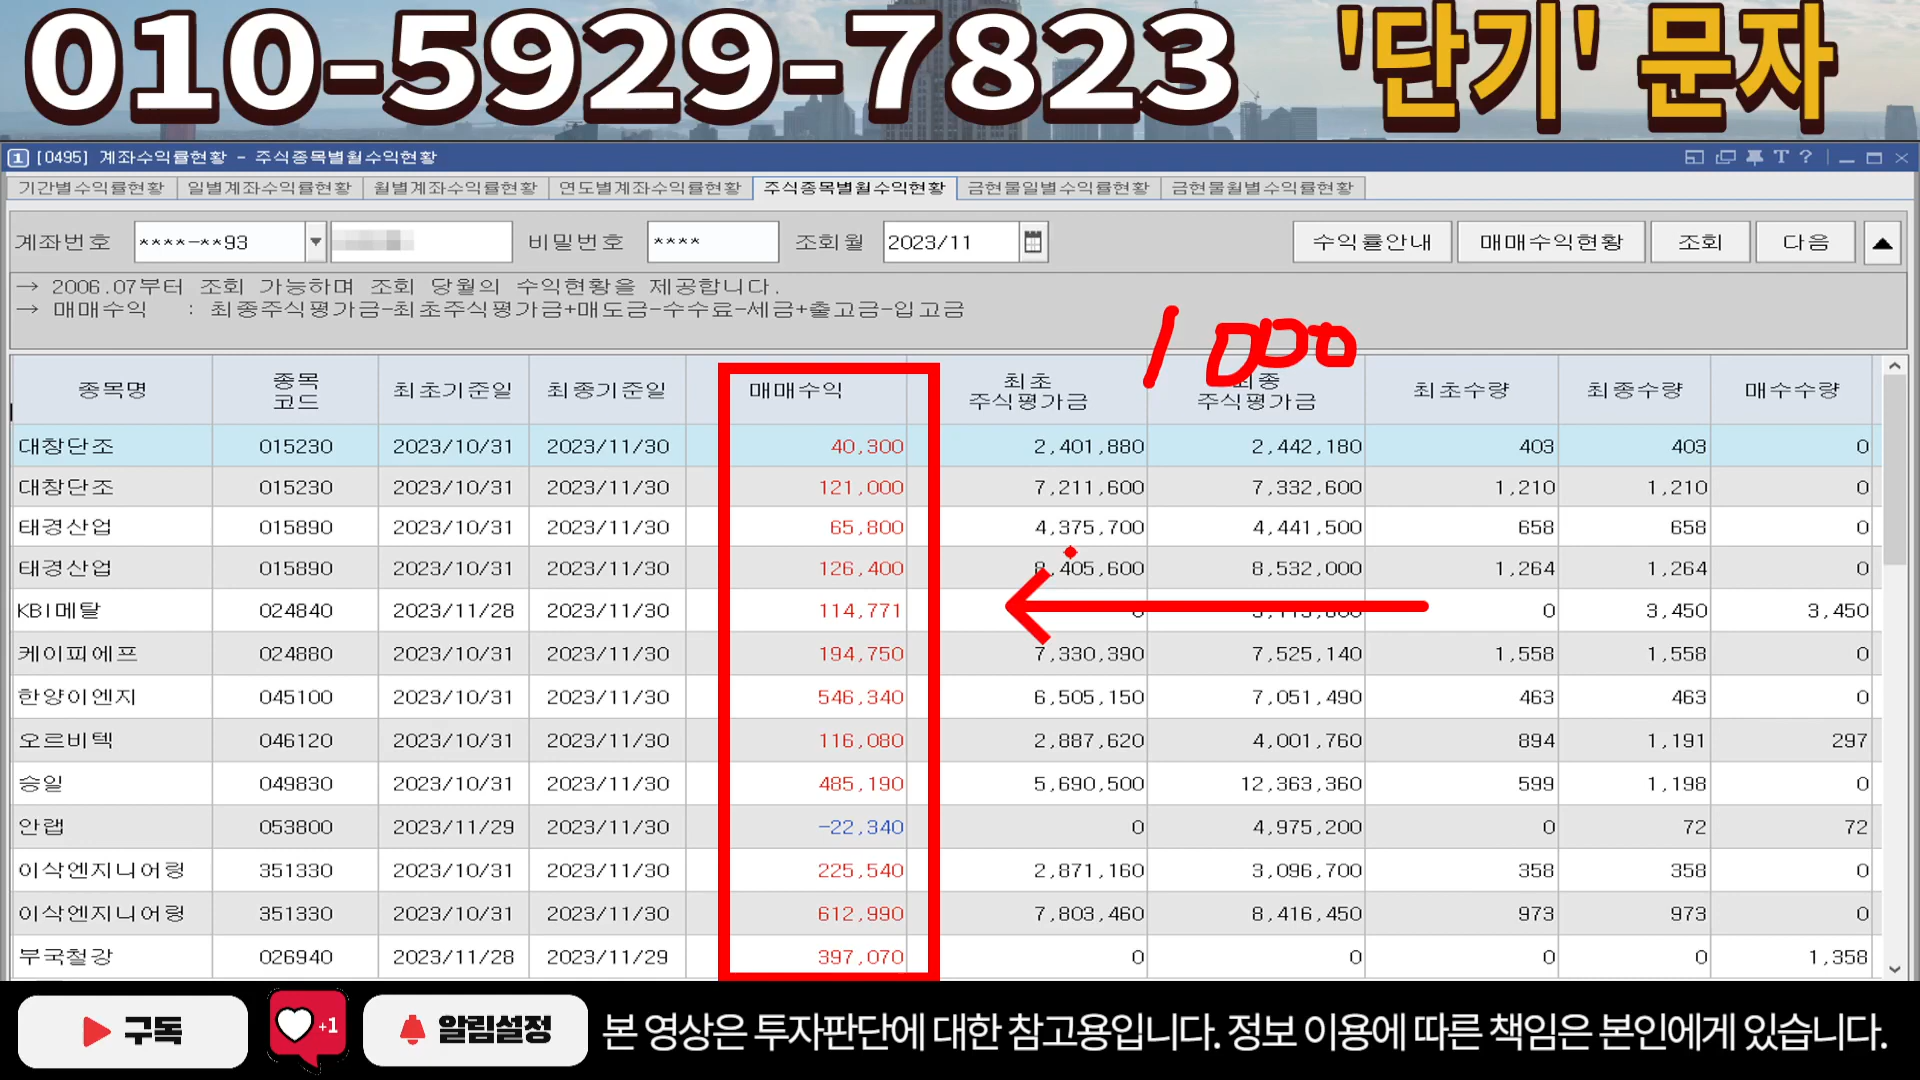 010-5929-7823 '단기' 문자
1 [0495] 계좌수익률현황 - 주식종목별월수익현황
기간별수익률현황 일별계좌수익률현황 월별계좌수익률현황 연도별계좌수익률현황 주식종목별월수익현황 금현물일별수익률현황 금현물월별수익률현황
계좌번호 ****-**93 비밀번호 **** 조회월 2023/11 수익률안내 매매수익현황 조회 다음
→ 2006.07부터 조회 가능하며 조회 당월의 수익현황을 제공합니다.
→ 매매수익 : 최종주식평가금-최초주식평가금+매도금-수수료-세금+출고금-입고금
1000
종목명 종목코드 최초기준일 최종기준일 매매수익 최초주식평가금 최종주식평가금 최초수량 최종수량 매수수량
대창단조 015230 2023/10/31 2023/11/30 40,300 2,401,880 2,442,180 403 403 0
대창단조 015230 2023/10/31 2023/11/30 121,000 7,211,600 7,332,600 1,210 1,210 0
태경산업 015890 2023/10/31 2023/11/30 65,800 4,375,700 4,441,500 658 658 0
태경산업 015890 2023/10/31 2023/11/30 126,400 8,405,600 8,532,000 1,264 1,264 0
KBI메탈 024840 2023/11/28 2023/11/30 114,771 0 0 3,450 3,450
케이피에프 024880 2023/10/31 2023/11/30 194,750 7,330,390 7,525,140 1,558 1,558 0
한양이엔지 045100 2023/10/31 2023/11/30 546,340 6,505,150 7,051,490 463 463 0
오르비텍 046120 2023/10/31 2023/11/30 116,080 2,887,620 4,001,760 894 1,191 297
승일 049830 2023/10/31 2023/11/30 485,190 5,690,500 12,363,360 599 1,198 0
안랩 053800 2023/11/29 2023/11/30 -22,340 0 4,975,200 0 72 72
이삭엔지니어링 351330 2023/10/31 2023/11/30 225,540 2,871,160 3,096,700 358 358 0
이삭엔지니어링 351330 2023/10/31 2023/11/30 612,990 7,803,460 8,416,450 973 973 0
부국철강 026940 2023/11/28 2023/11/29 397,070 0 0 0 0 1,358
구독 +1 알림설정 본 영상은 투자판단에 대한 참고용입니다. 정보 이용에 따른 책임은 본인에게 있습니다.